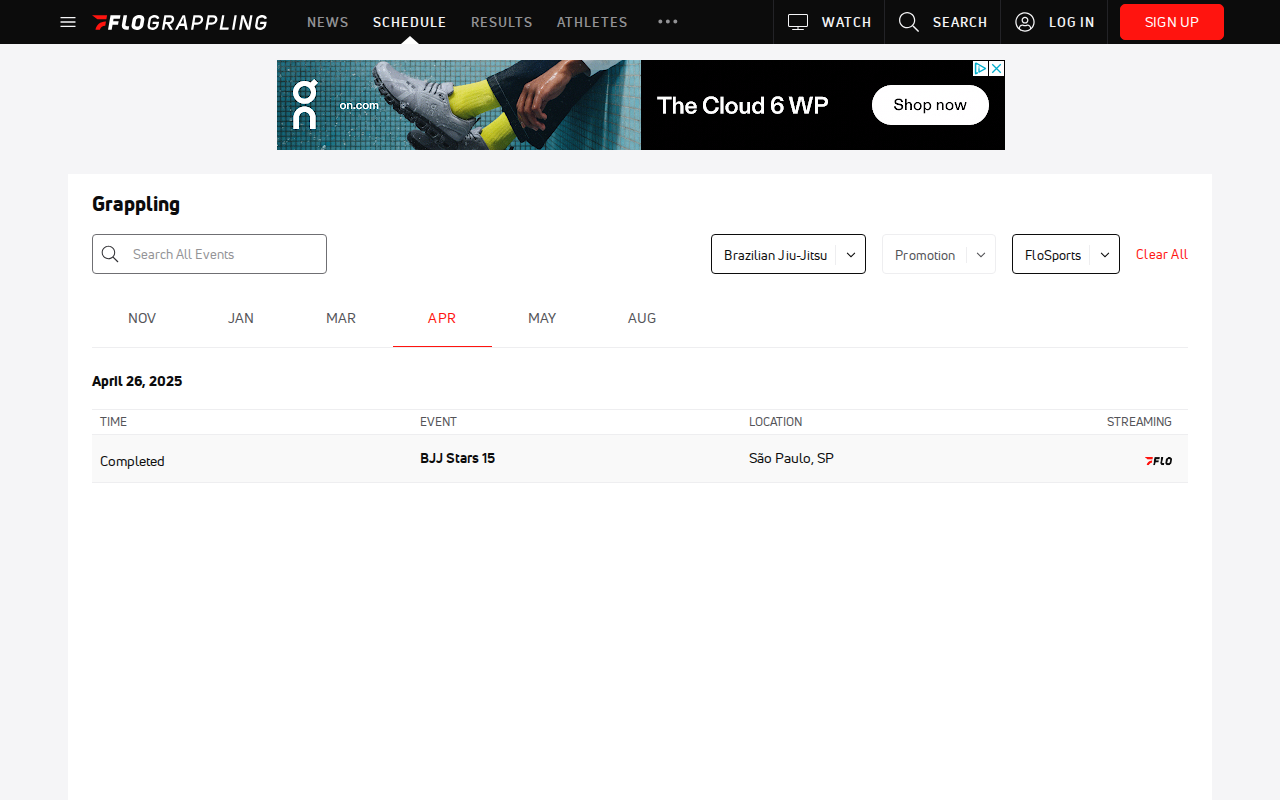 FLOGRAPPLING NEWS SCHEDULE RESULTS ATHLETES ••• WATCH SEARCH LOG IN SIGN UP
on.com The Cloud 6 WP Shop now
Grappling
Search All Events Brazilian Jiu-Jitsu Promotion FloSports Clear All
NOV JAN MAR APR MAY AUG
April 26, 2025
TIME EVENT LOCATION STREAMING
Completed BJJ Stars 15 São Paulo, SP FLO